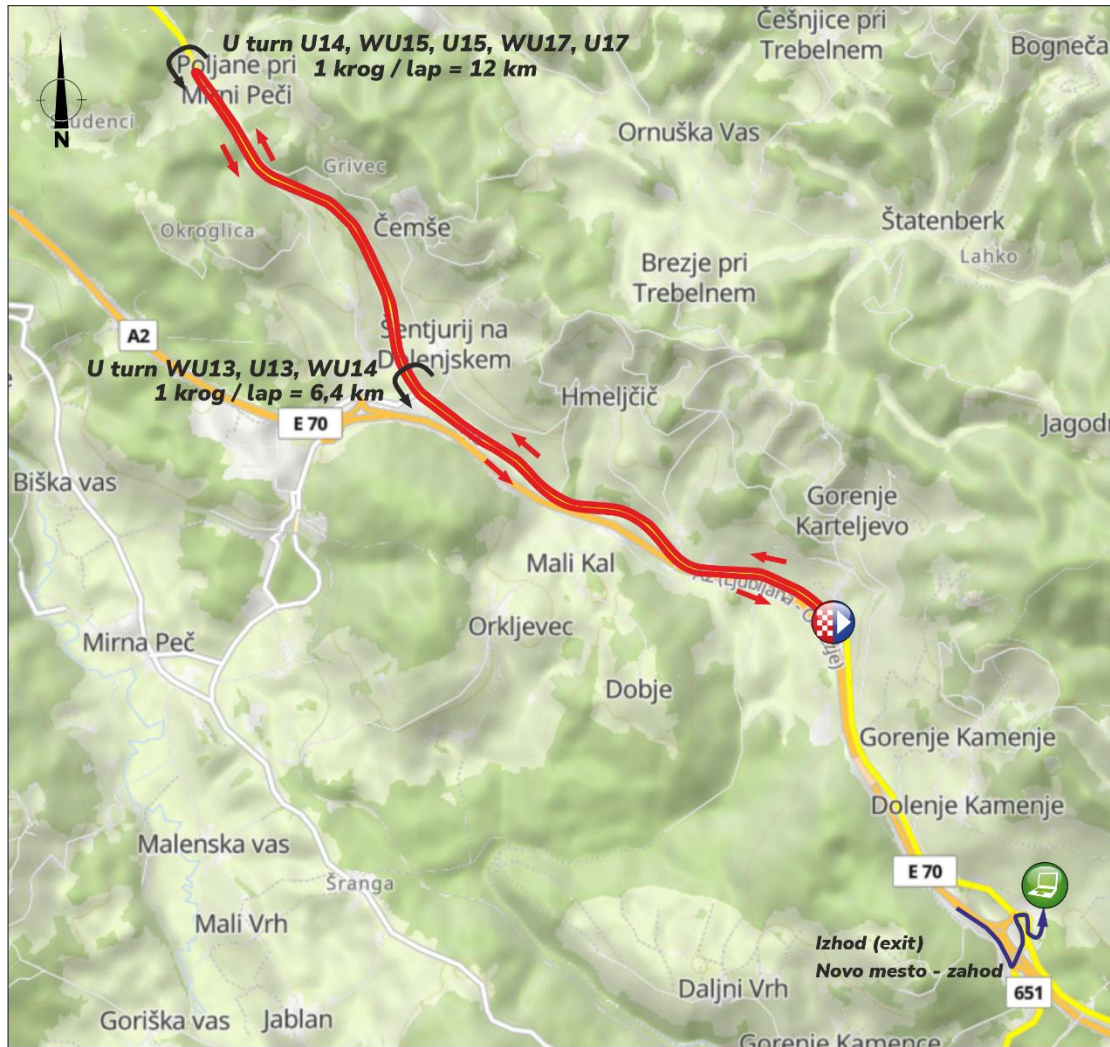 Češnjice pri
Trebelnem
Bogneča
U turn U14, WU15, U15, WU17, U17
1 krog / lap = 12 km
Poljane pri
Mirni Peči
N
Ornuška Vas
Grivec
Okroglica
Čemše
Štatenberk
Lahko
Brezje pri
Trebelnem
A2
Šentjurij na
Dolenjskem
U turn WU13, U13, WU14
1 krog / lap = 6,4 km
Hmeljčič
E 70
Biška vas
Gorenje
Karteljevo
Mali Kal
Orkljevec
Mirna Peč
Dobje
Gorenje Kamenje
Dolenje Kamenje
Malenska vas
E 70
Šranga
Mali Vrh
Izhod (exit)
Novo mesto - zahod
Daljni Vrh
651
Goriška vas
Jablan
Gorenje Kamence